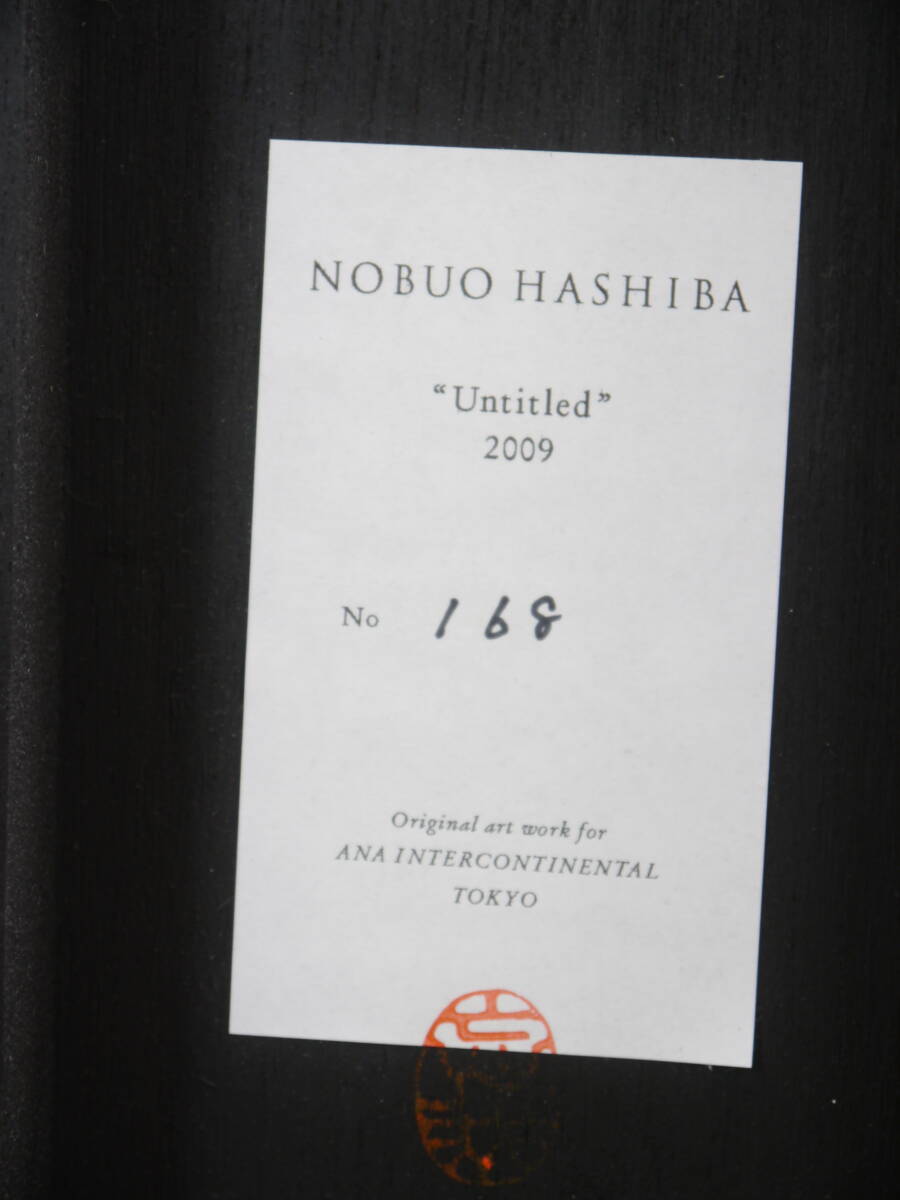 NOBUO HASHIBA
“Untitled”
2009
No 168
Original art work for
ANA INTERCONTINENTAL
TOKYO